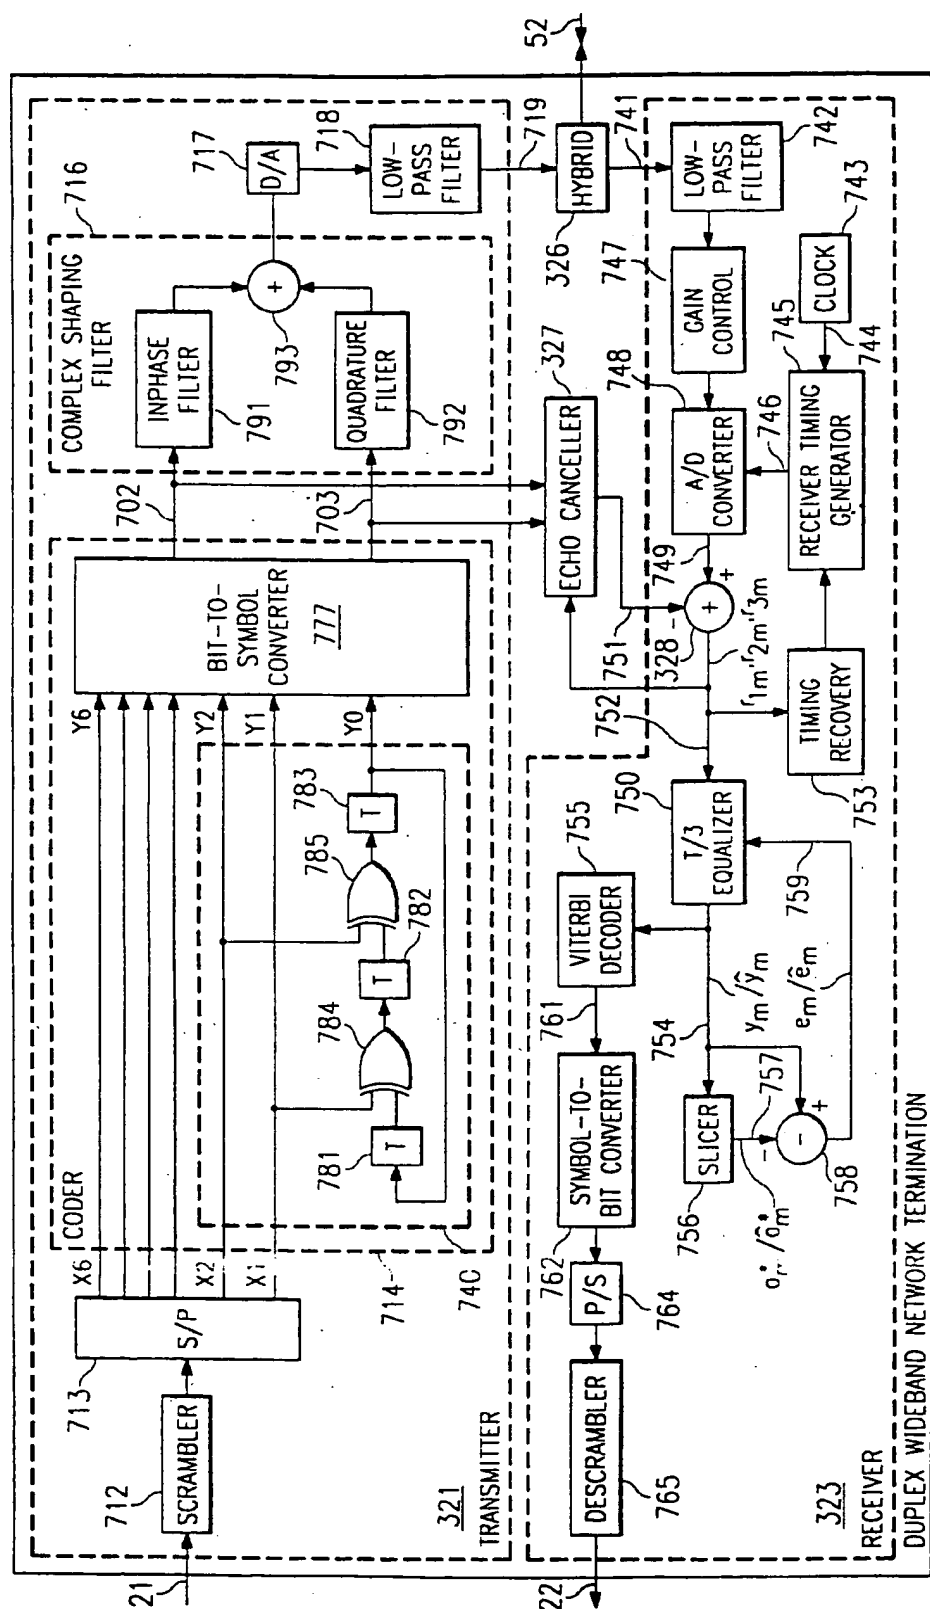 21
SCRAMBLER
712
713
S/P
X6
X2
X1
CODER
714
740
Y6
Y2
Y1
Y0
T
781
784
T
782
785
T
783
BIT-TO-
SYMBOL
CONVERTER
777
702
703
COMPLEX SHAPING
FILTER
716
INPHASE
FILTER
791
QUADRATURE
FILTER
792
+
793
D/A
717
LOW-
PASS
FILTER
718
719
321
TRANSMITTER
HYBRID
326
52
741
ECHO CANCELLER
327
LOW-PASS
FILTER
742
GAIN
CONTROL
747
A/D
CONVERTER
748
749
CLOCK
743
744
RECEIVER TIMING
GENERATOR
745
746
+
+
-
328
751
r1m,r2m,r3m
752
TIMING
RECOVERY
753
T/3
EQUALIZER
750
759
VITERBI
DECODER
755
754
ym/ŷm
em/êm
761
SYMBOL-TO-
BIT CONVERTER
762
SLICER
756
757
-
+
-
758
P/S
764
DESCRAMBLER
765
22
323
RECEIVER
DUPLEX WIDEBAND NETWORK TERMINATION